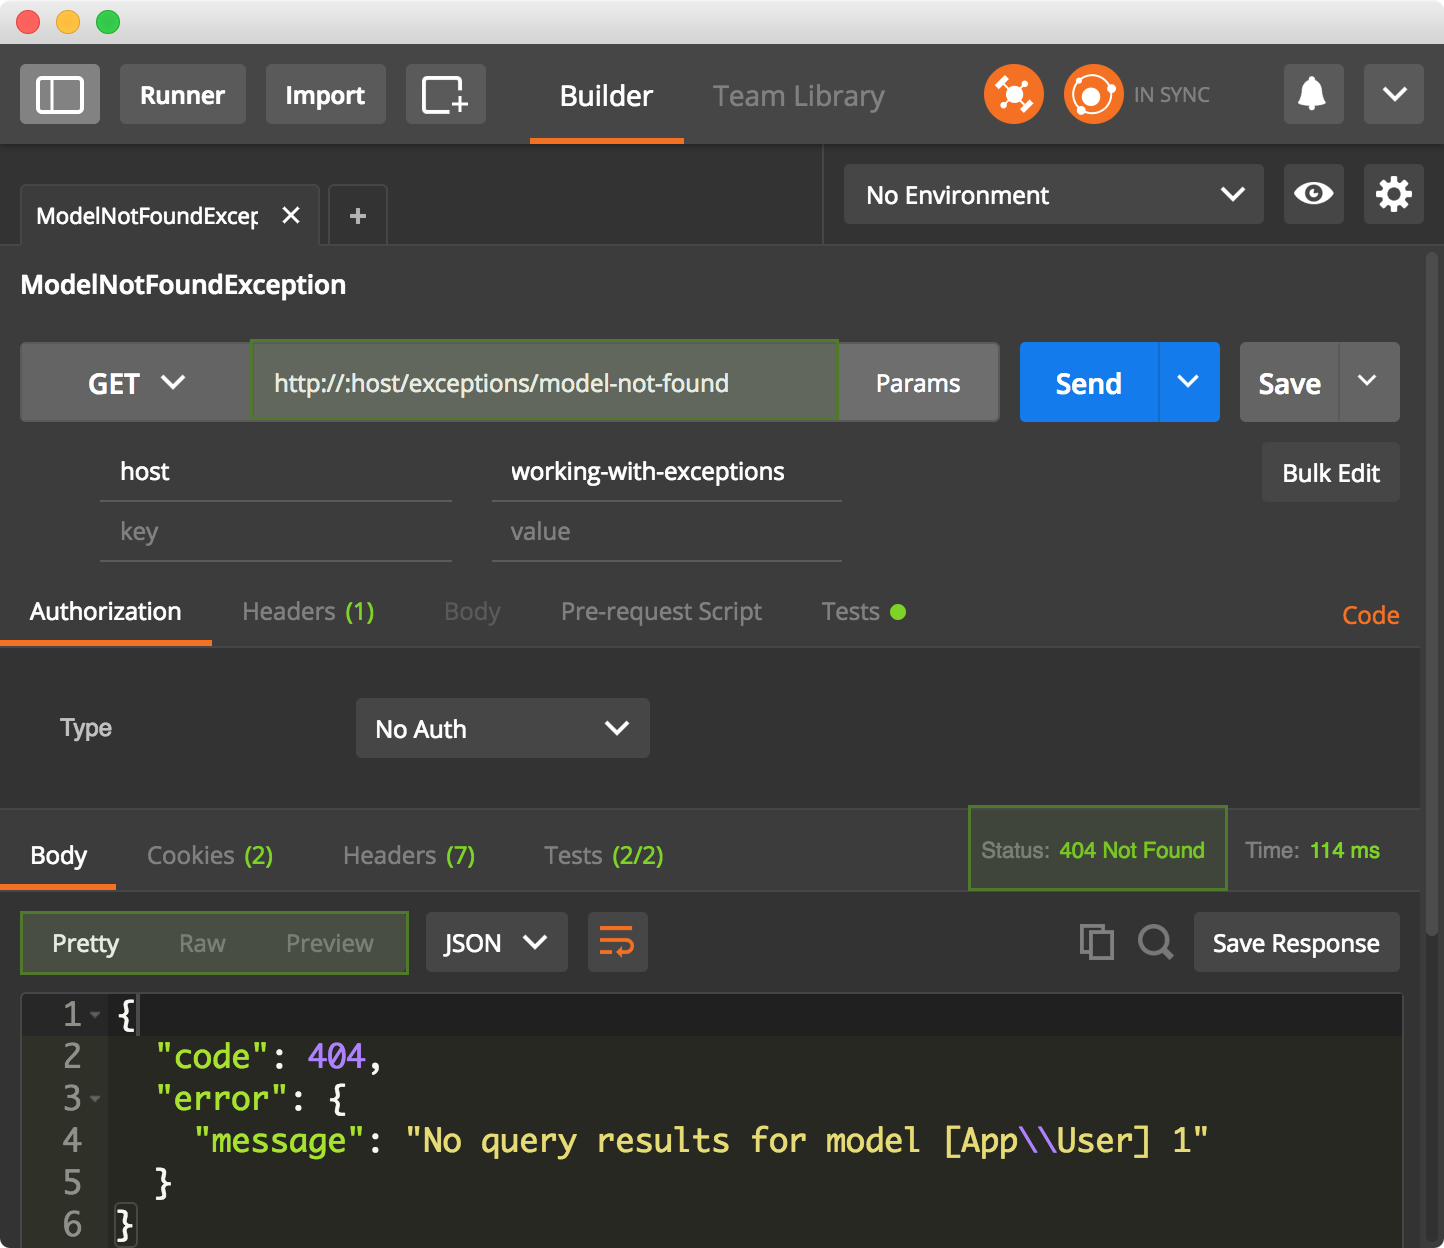 Runner Import Builder Team Library IN SYNC
ModelNotFoundExcep No Environment
ModelNotFoundException
GET http://:host/exceptions/model-not-found Params Send Save
host working-with-exceptions Bulk Edit
key value
Authorization Headers (1) Body Pre-request Script Tests Code
Type No Auth
Body Cookies (2) Headers (7) Tests (2/2) Status: 404 Not Found Time: 114 ms
Pretty Raw Preview JSON Save Response
1 {
2 "code": 404,
3 "error": {
4 "message": "No query results for model [App\\User] 1"
5 }
6 }